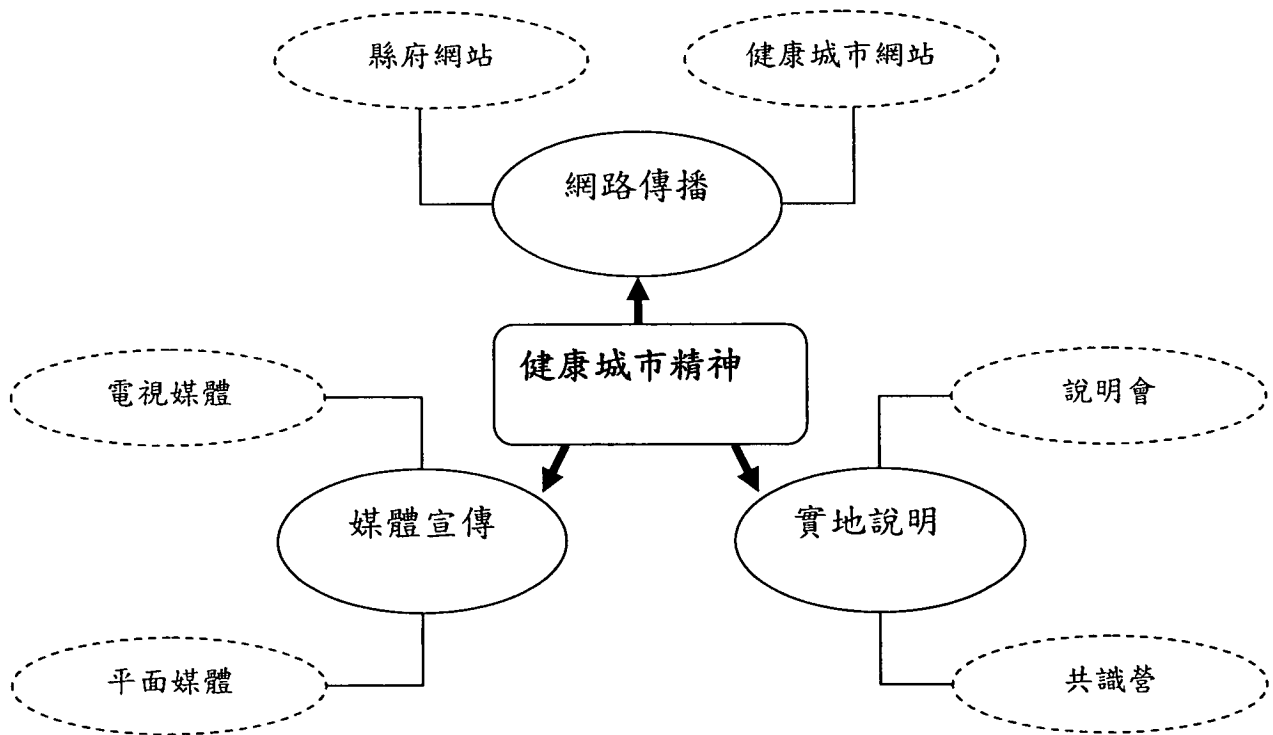 縣府網站
健康城市網站
網路傳播
健康城市精神
電視媒體
說明會
媒體宣傳
實地說明
平面媒體
共識營